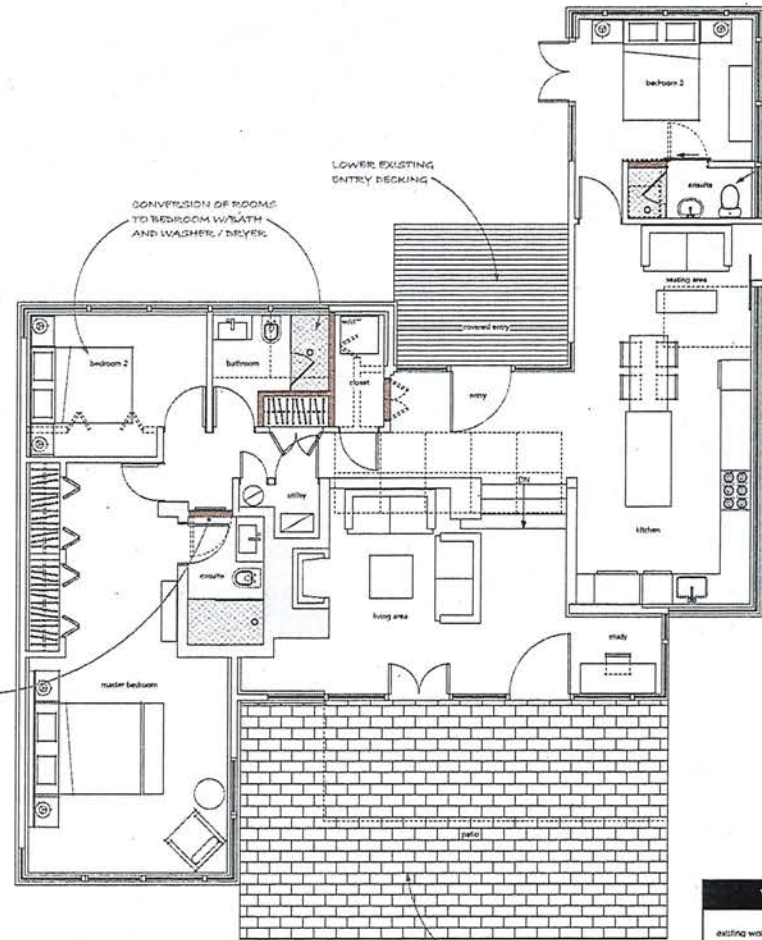 bedroom 3
ensuite
LOWER EXISTING
ENTRY DECKING
CONVERSION OF ROOMS
TO BEDROOM W/BATH
AND WASHER / DRYER
seating area
covered entry
bedroom 2
bathroom
closet
entry
utility
DN
kitchen
ensuite
living area
study
master bedroom
patio